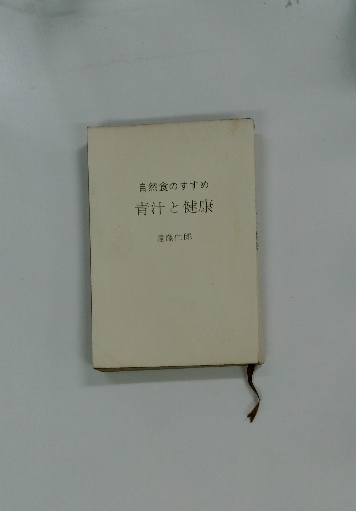 自然食のすすめ
青汁と健康
遠藤仁郎